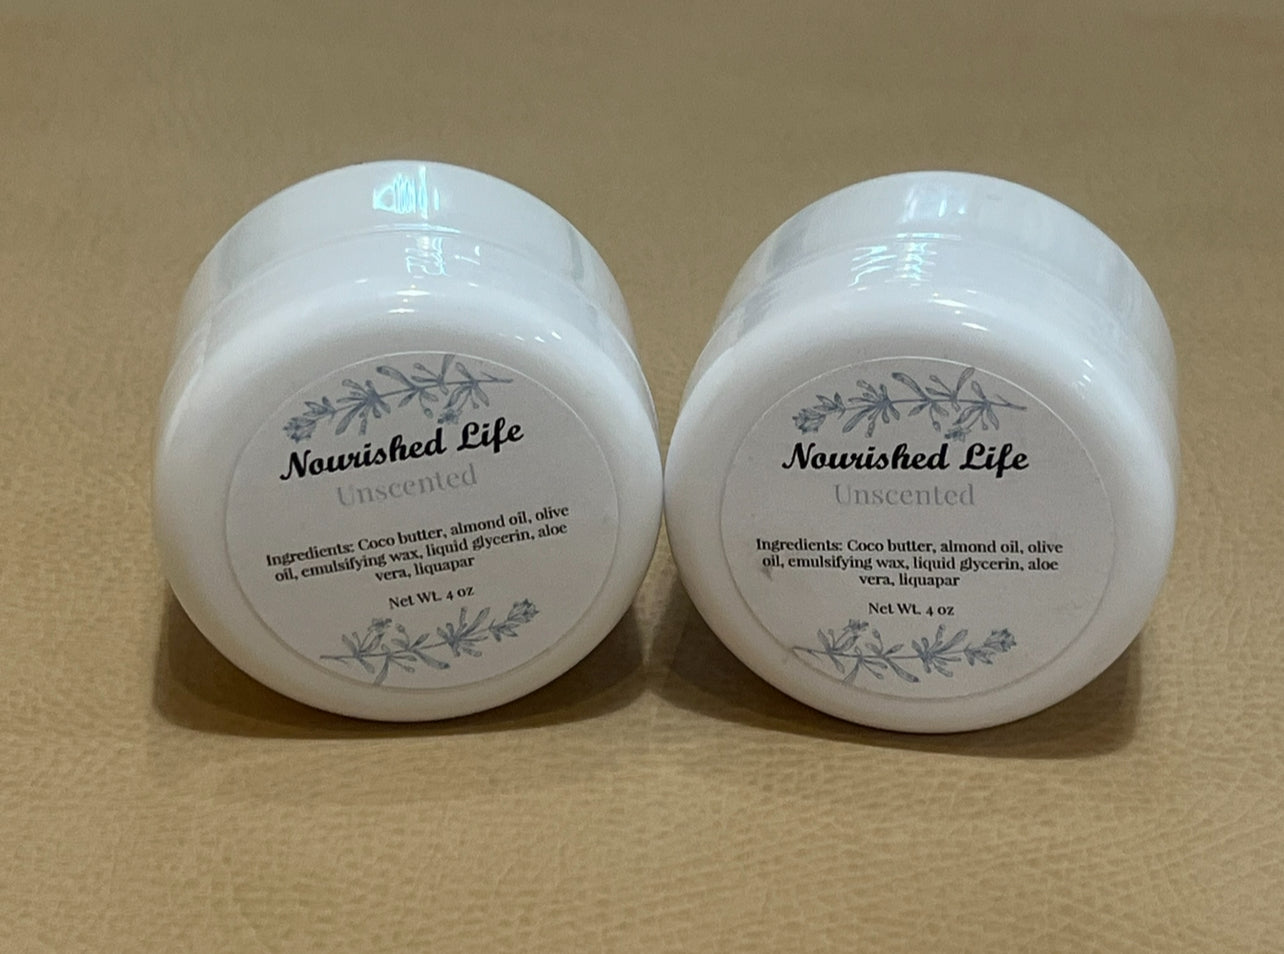 Nourished Life
Unscented
Ingredients: Coco butter, almond oil, olive
oil, emulsifying wax, liquid glycerin, aloe
vera, liquapar
Net Wt. 4 oz
Nourished Life
Unscented
Ingredients: Coco butter, almond oil, olive
oil, emulsifying wax, liquid glycerin, aloe
vera, liquapar
Net Wt. 4 oz